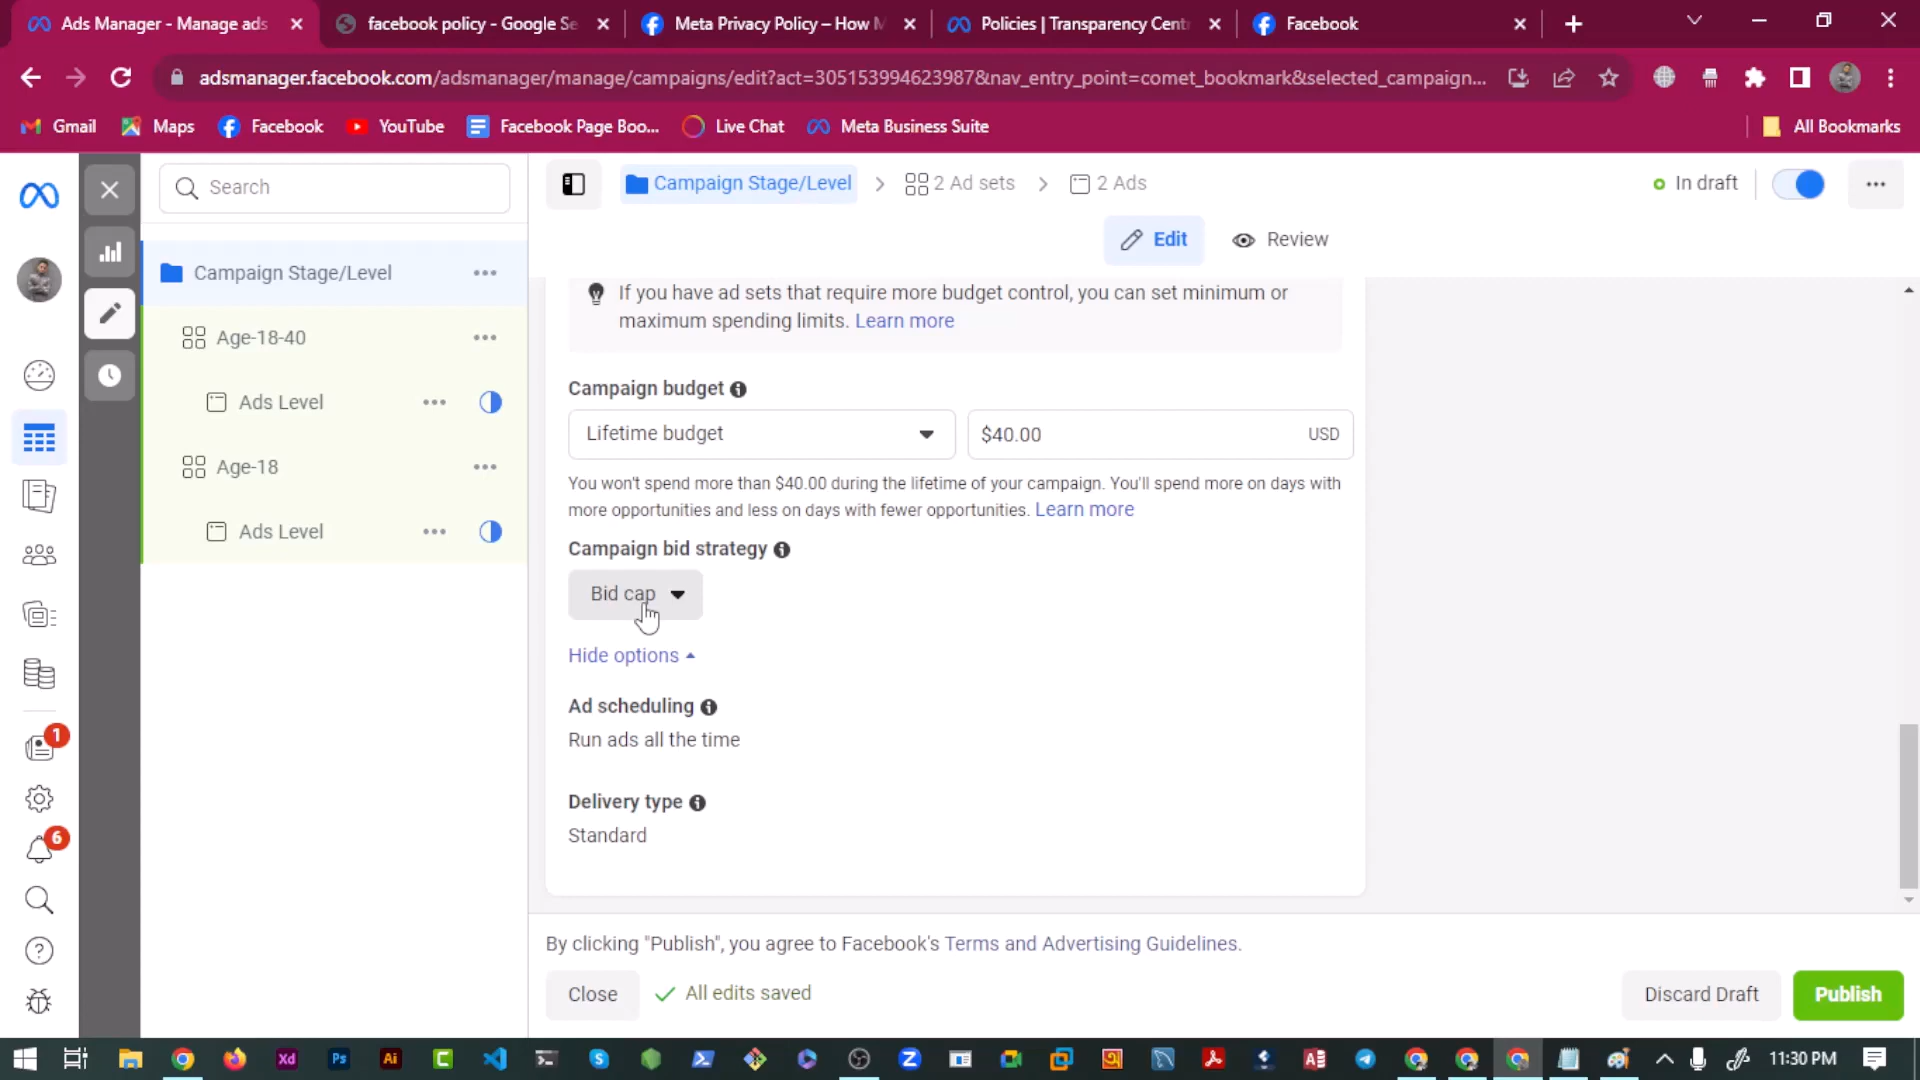 Ads Manager - Manage ads
facebook policy - Google Se
Meta Privacy Policy – How M
Policies | Transparency Cent
Facebook
adsmanager.facebook.com/adsmanager/manage/campaigns/edit?act=305153994623987&nav_entry_point=comet_bookmark&selected_campaign...
Gmail
Maps
Facebook
YouTube
Facebook Page Boo...
Live Chat
Meta Business Suite
All Bookmarks
Search
Campaign Stage/Level
2 Ad sets
2 Ads
In draft
Edit
Review
Campaign Stage/Level
Age-18-40
Ads Level
Age-18
Ads Level
If you have ad sets that require more budget control, you can set minimum or
maximum spending limits. Learn more
Campaign budget
Lifetime budget
$40.00
USD
You won't spend more than $40.00 during the lifetime of your campaign. You'll spend more on days with
more opportunities and less on days with fewer opportunities. Learn more
Campaign bid strategy
Bid cap
Hide options
Ad scheduling
Run ads all the time
Delivery type
Standard
1
6
By clicking "Publish", you agree to Facebook's Terms and Advertising Guidelines.
Close
All edits saved
Discard Draft
Publish
Xd
Ps
Ai
C
S
Z
11:30 PM